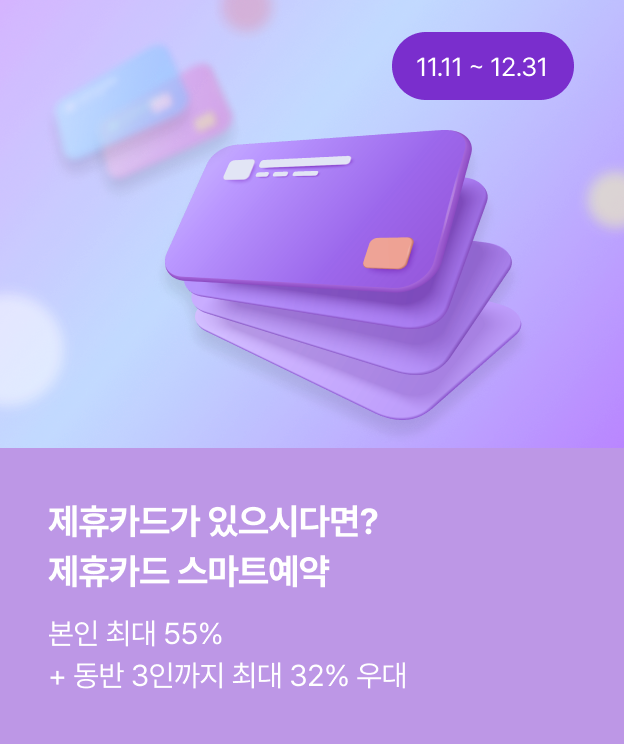 11.11 ~ 12.31
제휴카드가 있으시다면?
제휴카드 스마트예약
본인 최대 55%
+ 동반 3인까지 최대 32% 우대